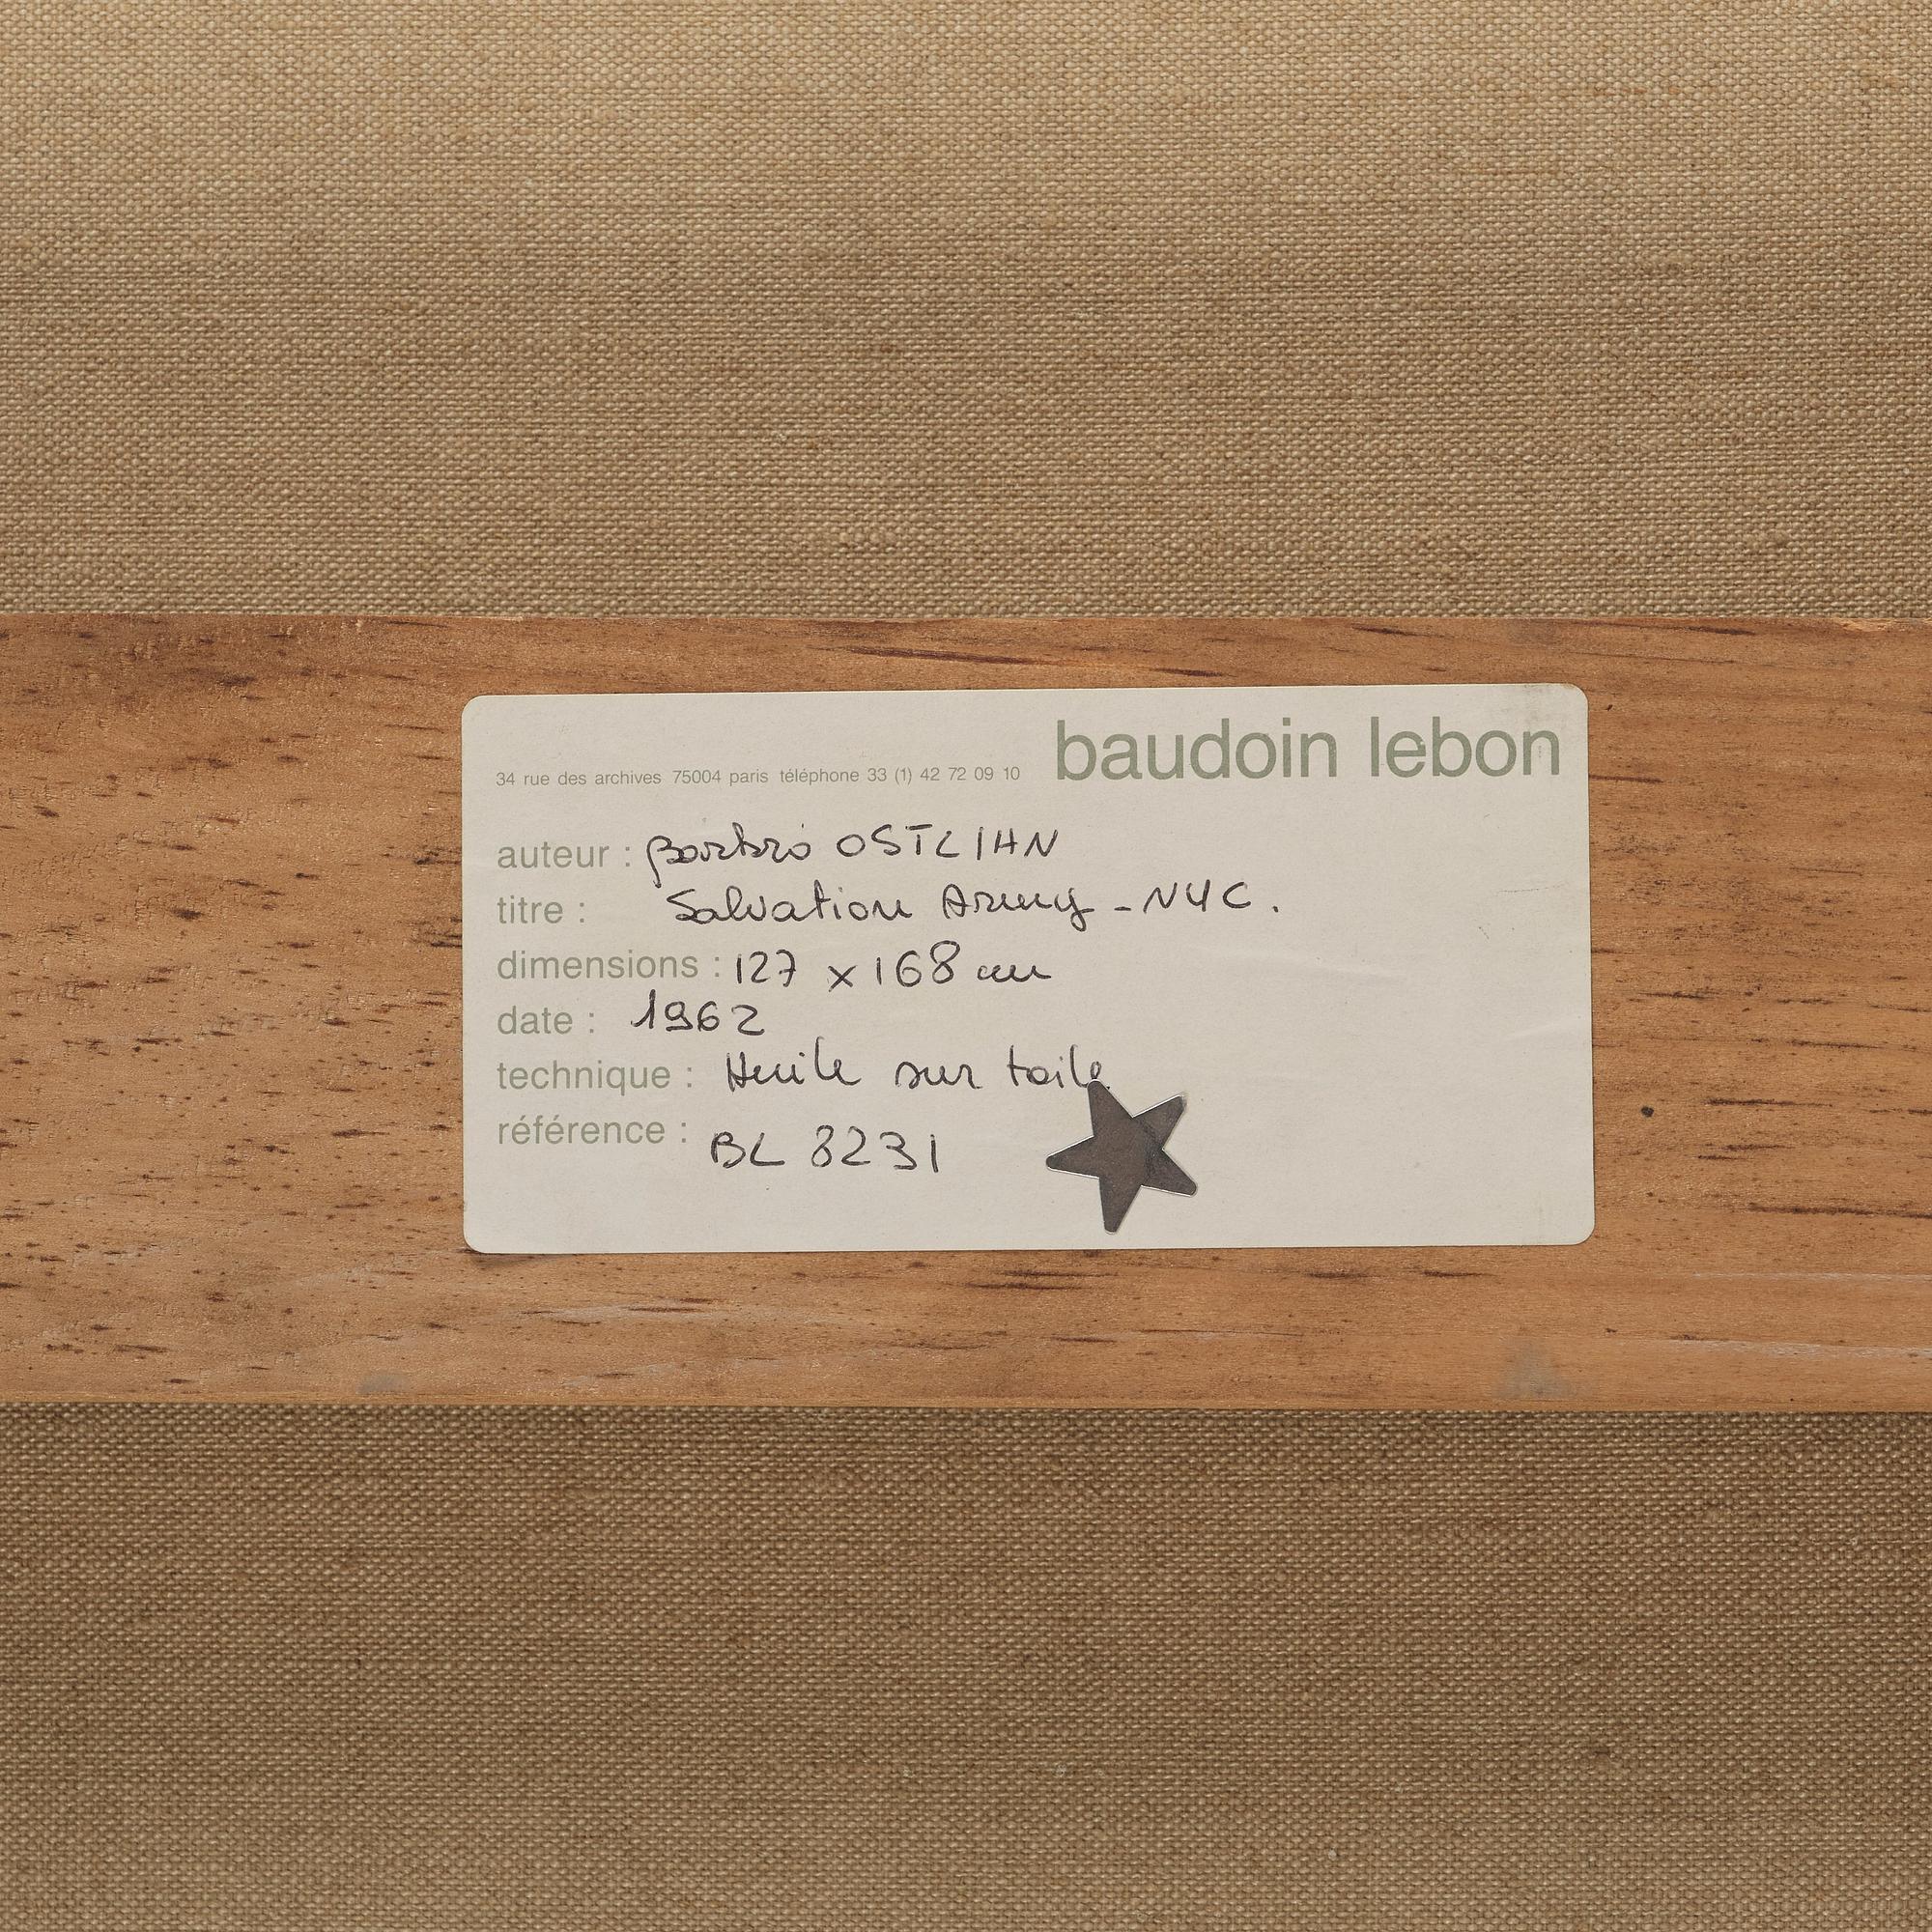 baudoin lebon
34 rue des archives 75004 paris téléphone 33 (1) 42 72 09 10
auteur : Barbro OSTLIHN
titre : Salvation Army - NYC.
dimensions : 127 x 168 cm
date : 1962
technique : Huile sur toile
référence : BL 8231